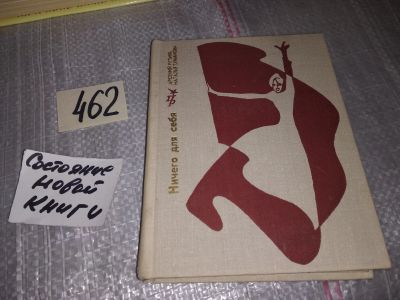 462
Состояние
новой
книги
Ничего для себя